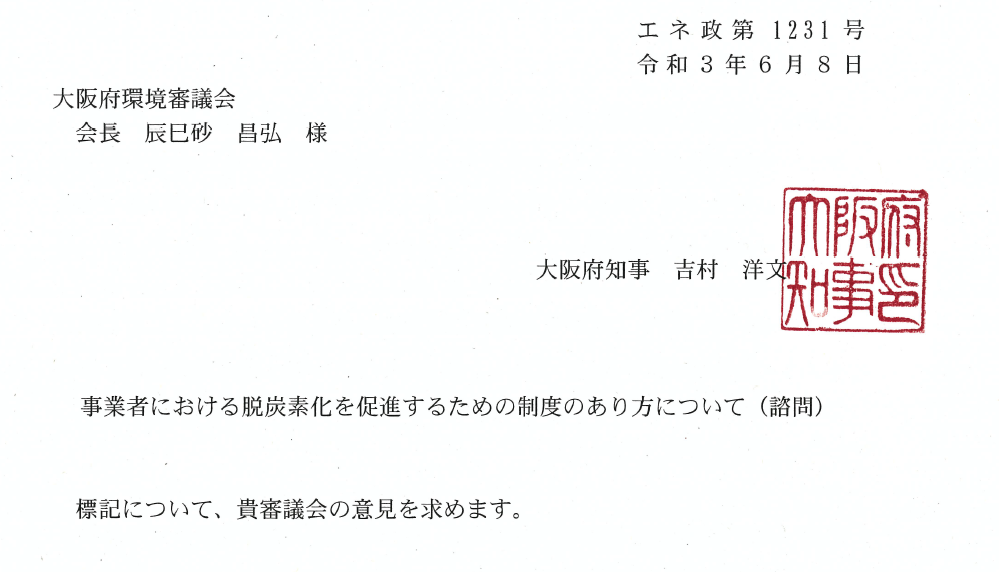 エネ政第1231号
令和3年6月8日
大阪府環境審議会
会長　辰巳砂　昌弘　様
大阪府知事　吉村　洋文
大阪府
知事印
事業者における脱炭素化を促進するための制度のあり方について（諮問）
標記について、貴審議会の意見を求めます。